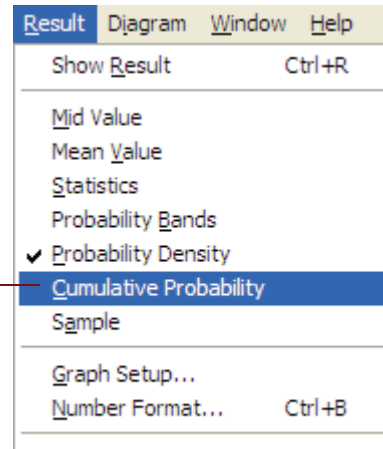 Result Diagram Window Help
Show Result Ctrl+R
Mid Value
Mean Value
Statistics
Probability Bands
✔ Probability Density
Cumulative Probability
Sample
Graph Setup...
Number Format... Ctrl+B